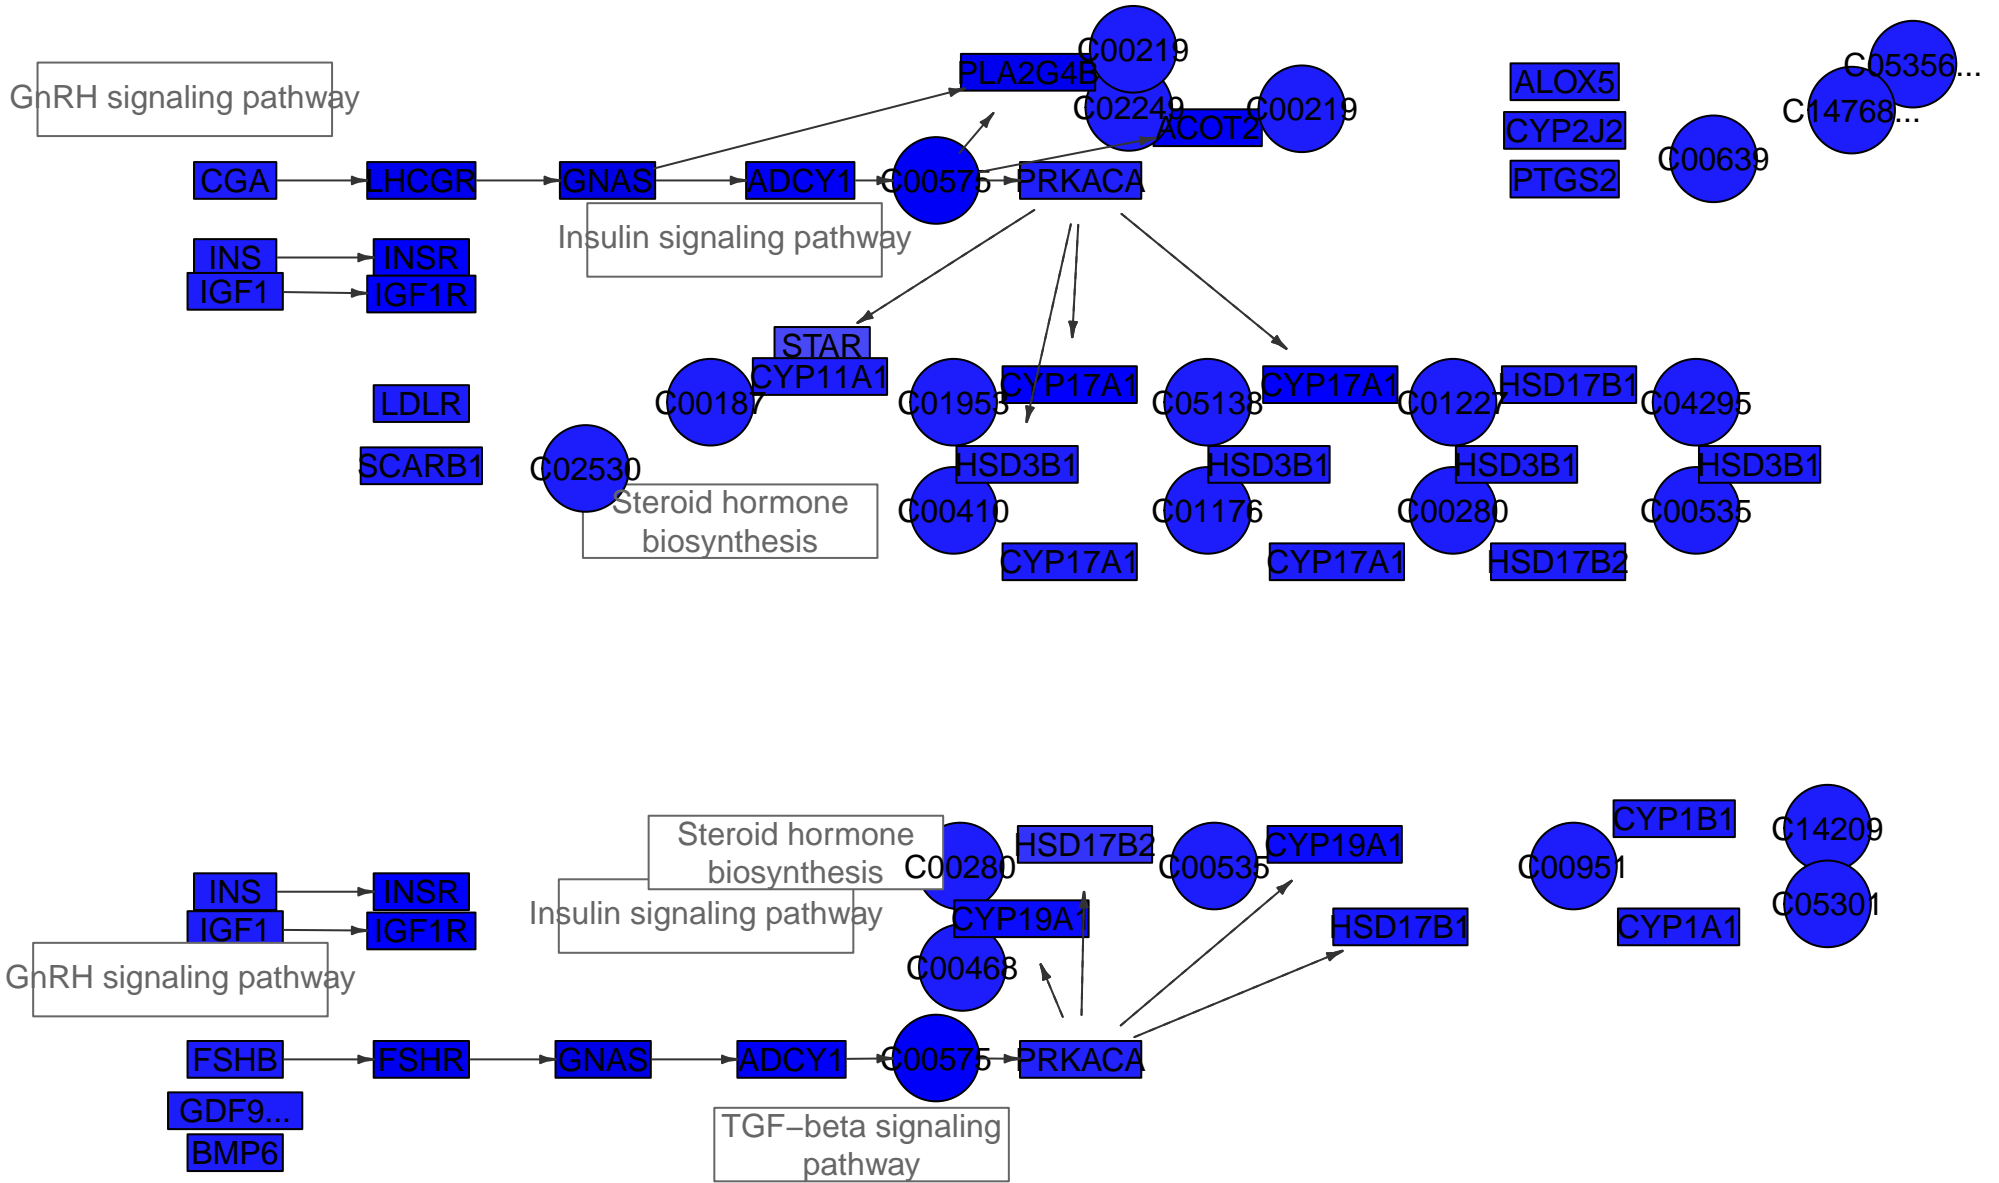 C00219
C05356...
PLA2G4B
ALOX5
GnRH signaling pathway
C02249
C00219
C14768...
ACOT2
CYP2J2
C00639
CGA
LHCGR
GNAS
ADCY1
C00575
PRKACA
PTGS2
Insulin signaling pathway
INS
INSR
IGF1
IGF1R
STAR
CYP11A1
CYP17A1
CYP17A1
HSD17B1
LDLR
C00187
C01953
C05138
C01227
C04295
SCARB1
C02530
HSD3B1
HSD3B1
HSD3B1
HSD3B1
Steroid hormone
biosynthesis
C00410
C01176
C00280
C00535
CYP17A1
CYP17A1
HSD17B2
Steroid hormone
biosynthesis
C00280
HSD17B2
C00535
CYP19A1
C00951
CYP1B1
C14209
INS
INSR
Insulin signaling pathway
CYP19A1
C05301
IGF1
IGF1R
HSD17B1
CYP1A1
GnRH signaling pathway
C00468
FSHB
FSHR
GNAS
ADCY1
C00575
PRKACA
GDF9...
TGF−beta signaling
pathway
BMP6